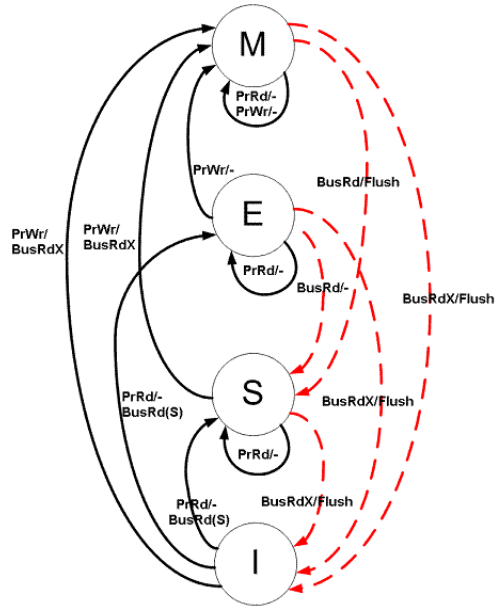 M
PrRd/-
PrWr/-
PrWr/-
BusRd/Flush
E
PrWr/
BusRdX
PrWr/
BusRdX
PrRd/-
BusRd/-
BusRdX/Flush
PrRd/-
BusRd(S)
S
BusRdX/Flush
PrRd/-
PrRd/-
BusRd(S)
BusRdX/Flush
I